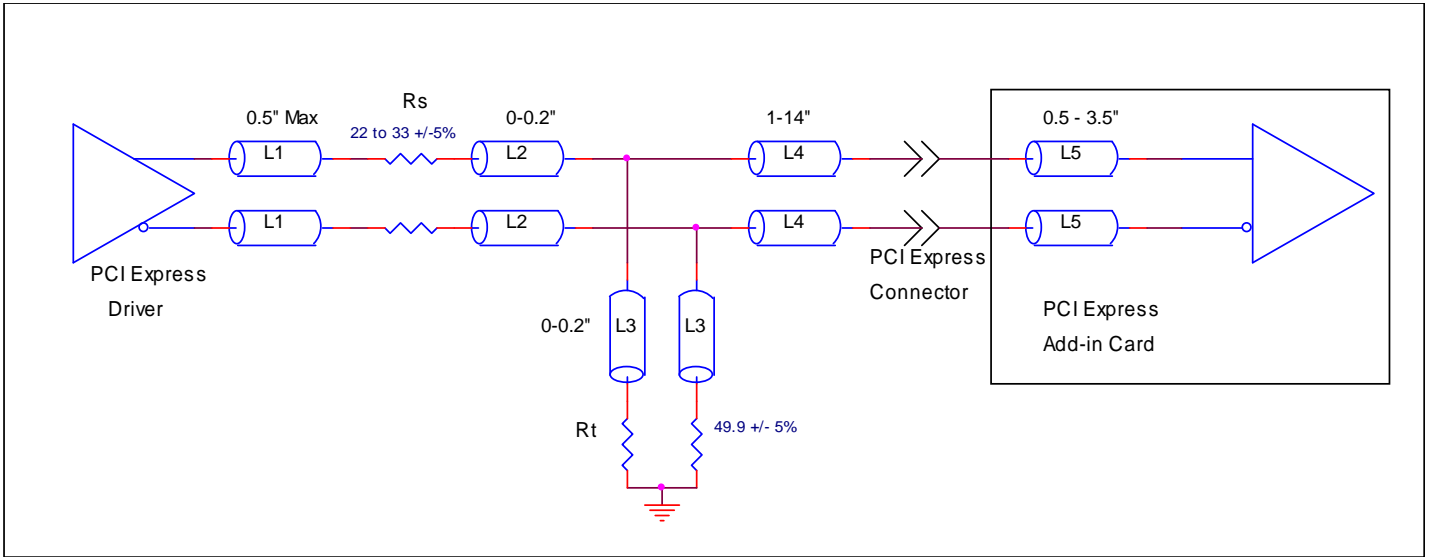 Rs
0.5" Max
22 to 33 +/-5%
0-0.2"
1-14"
0.5 - 3.5"
L1
L2
L4
L5
L1
L2
L4
L5
PCI Express
Driver
PCI Express
Connector
0-0.2"
L3
L3
PCI Express
Add-in Card
Rt
49.9 +/- 5%